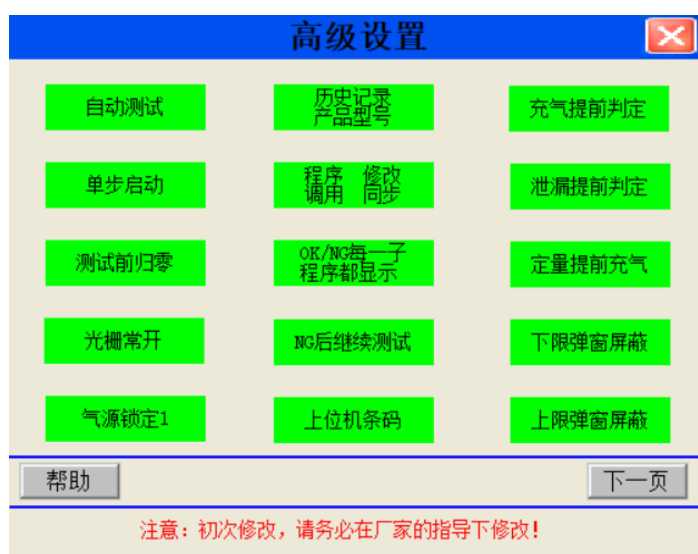 高级设置
自动测试
历史记录
产品型号
充气提前判定
单步启动
程序 修改
调用 同步
泄漏提前判定
测试前归零
OK/NG每一子
程序都显示
定量提前充气
光栅常开
NG后继续测试
下限弹窗屏蔽
气源锁定1
上位机条码
上限弹窗屏蔽
帮助
下一页
注意：初次修改，请务必在厂家的指导下修改！